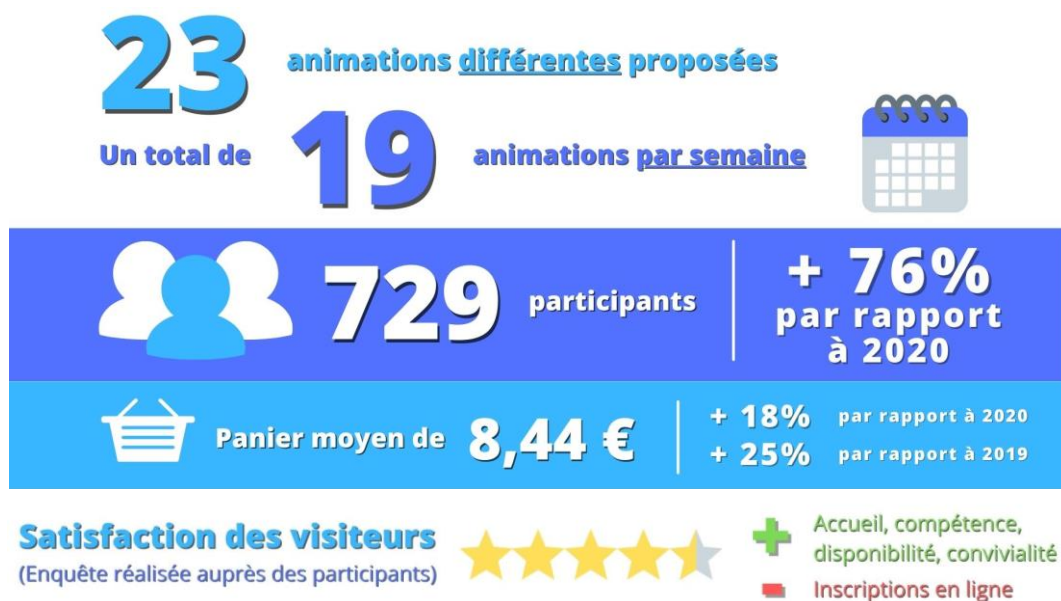 23 animations différentes proposées
Un total de 19 animations par semaine
729 participants
+ 76%
par rapport
à 2020
Panier moyen de 8,44 €
+ 18% par rapport à 2020
+ 25% par rapport à 2019
Satisfaction des visiteurs
(Enquête réalisée auprès des participants)
Accueil, compétence,
disponibilité, convivialité
Inscriptions en ligne